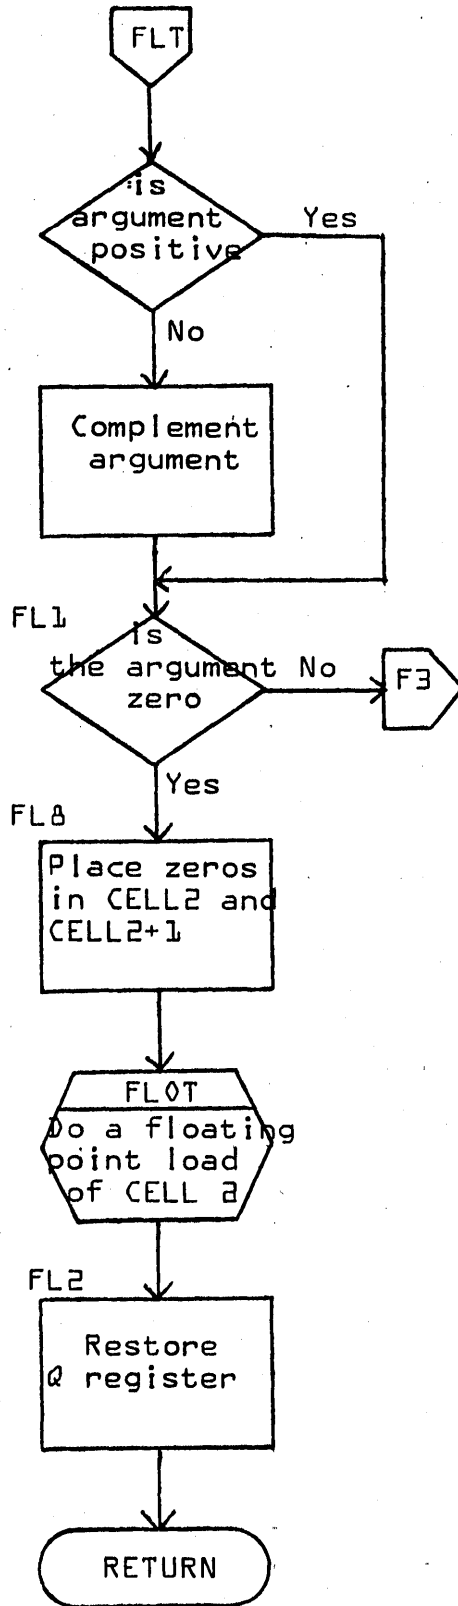 FLT
is
argument
positive
Yes
No
Complement
argument
FL1
is
the argument
zero
No
F3
Yes
FL8
Place zeros
in CELL2 and
CELL2+1
FLOT
Do a floating
point load
of CELL 2
FL2
Restore
Q register
RETURN